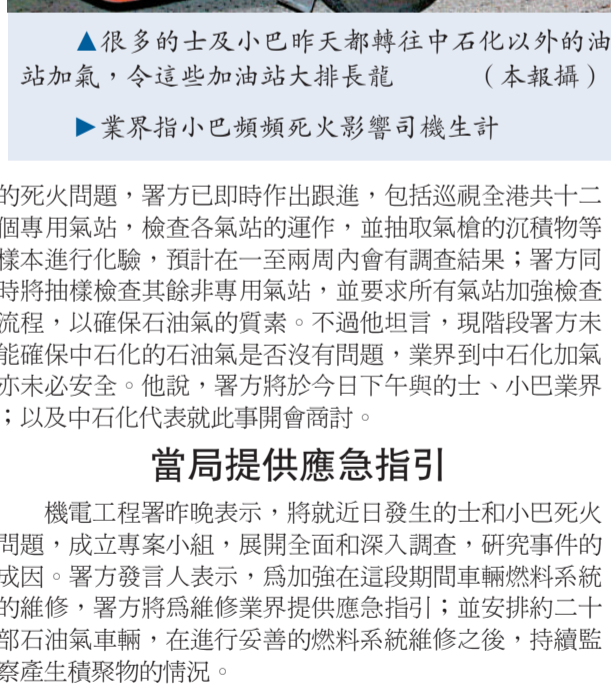 ▲很多的士及小巴昨天都轉往中石化以外的油
站加氣，令這些加油站大排長龍　　　（本報攝）
▶業界指小巴頻頻死火影響司機生計
的死火問題，署方已即時作出跟進，包括巡視全港共十二
個專用氣站，檢查各氣站的運作，並抽取氣槍的沉積物等
樣本進行化驗，預計在一至兩周內會有調查結果；署方同
時將抽樣檢查其餘非專用氣站，並要求所有氣站加強檢查
流程，以確保石油氣的質素。不過他坦言，現階段署方未
能確保中石化的石油氣是否沒有問題，業界到中石化加氣
亦未必安全。他說，署方將於今日下午與的士、小巴業界
；以及中石化代表就此事開會商討。
當局提供應急指引
機電工程署昨晚表示，將就近日發生的士和小巴死火
問題，成立專案小組，展開全面和深入調查，研究事件的
成因。署方發言人表示，爲加強在這段期間車輛燃料系統
的維修，署方將爲維修業界提供應急指引；並安排約二十
部石油氣車輛，在進行妥善的燃料系統維修之後，持續監
察產生積聚物的情況。